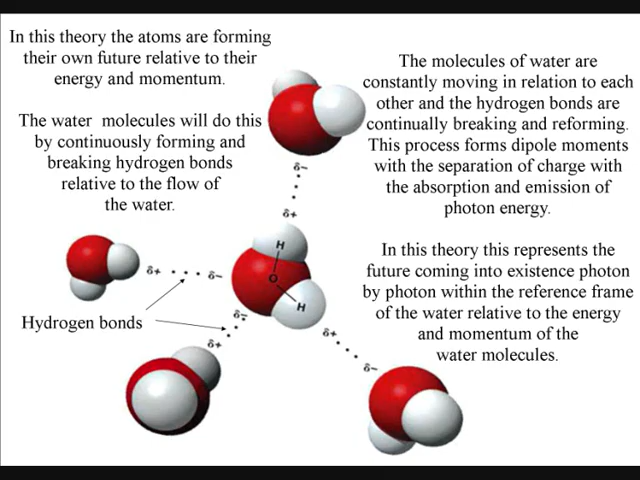 In this theory the atoms are forming
their own future relative to their
energy and momentum.
The water molecules will do this
by continuously forming and
breaking hydrogen bonds
relative to the flow of
the water.
The molecules of water are
constantly moving in relation to each
other and the hydrogen bonds are
continually breaking and reforming.
This process forms dipole moments
with the separation of charge with
the absorption and emission of
photon energy.
In this theory this represents the
future coming into existence photon
by photon within the reference frame
of the water relative to the energy
and momentum of the
water molecules.
δ−
δ+
H
δ+
δ−
O
H
Hydrogen bonds
δ−
δ+
δ+
δ−